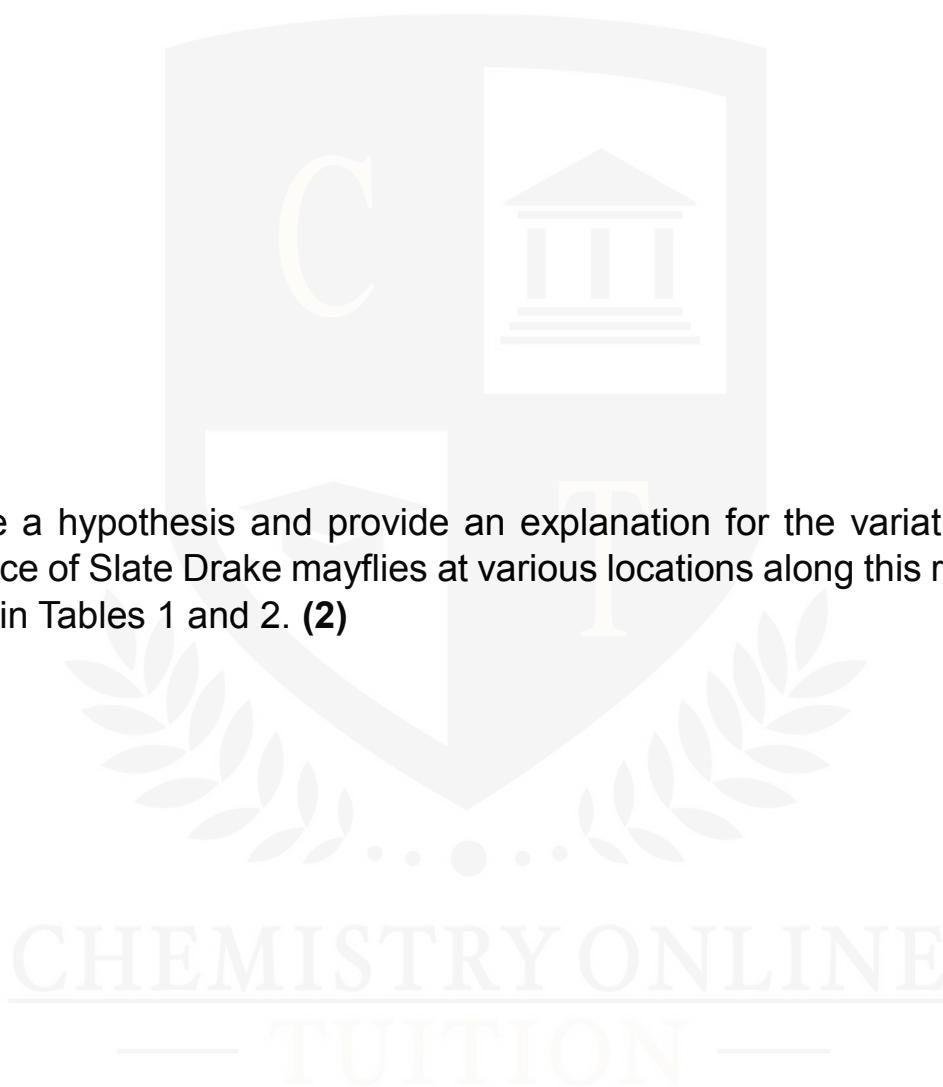 C
T
e a hypothesis and provide an explanation for the variat
ce of Slate Drake mayflies at various locations along this r
in Tables 1 and 2. (2)
CHEMISTRY ONLINE
TUITION